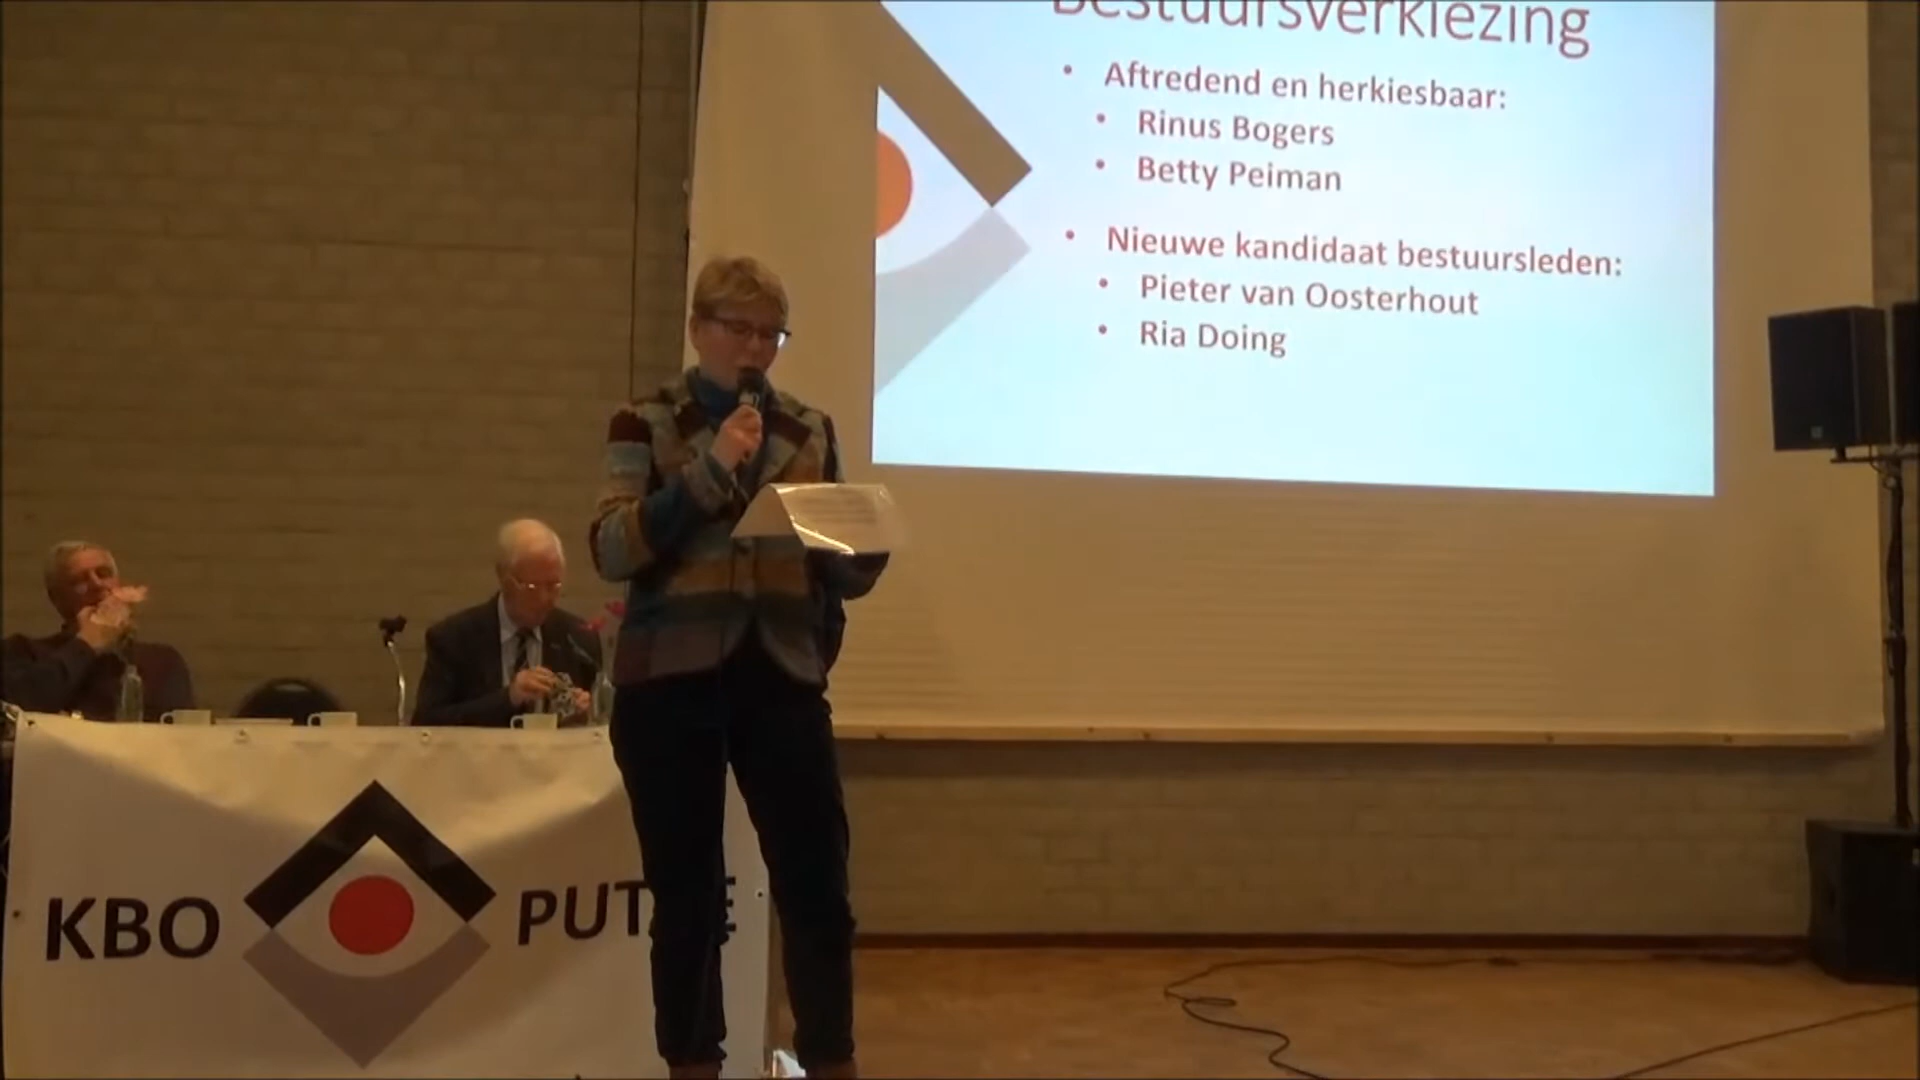 Bestuursverkiezing
• Aftredend en herkiesbaar:
• Rinus Bogers
• Betty Peiman
• Nieuwe kandidaat bestuursleden:
• Pieter van Oosterhout
• Ria Doing
KBO